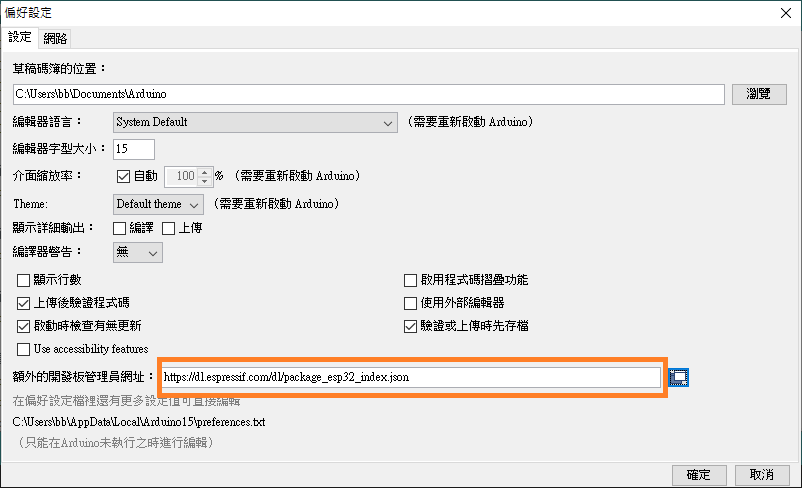 偏好設定
設定 網路
草稿碼簿的位置：
C:\Users\bb\Documents\Arduino 瀏覽
編輯器語言： System Default （需要重新啟動 Arduino）
編輯器字型大小： 15
介面縮放率： 自動 100 % （需要重新啟動 Arduino）
Theme: Default theme （需要重新啟動 Arduino）
顯示詳細輸出： 編譯 上傳
編譯器警告： 無
顯示行數 啟用程式碼摺疊功能
上傳後驗證程式碼 使用外部編輯器
啟動時檢查有無更新 驗證或上傳時先存檔
Use accessibility features
額外的開發板管理員網址： https://dl.espressif.com/dl/package_esp32_index.json
在偏好設定檔裡還有更多設定值可直接編輯
C:\Users\bb\AppData\Local\Arduino15\preferences.txt
（只能在Arduino未執行之時進行編輯）
確定 取消